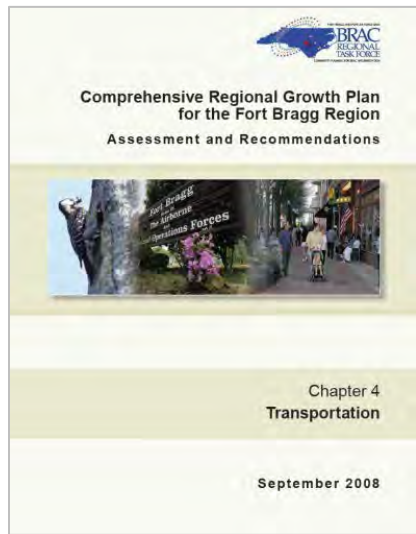 BRAC
REGIONAL
TASK FORCE
Comprehensive Regional Growth Plan
for the Fort Bragg Region
Assessment and Recommendations
Fort Bragg
The Airborne
Operations Forces
Chapter 4
Transportation
September 2008